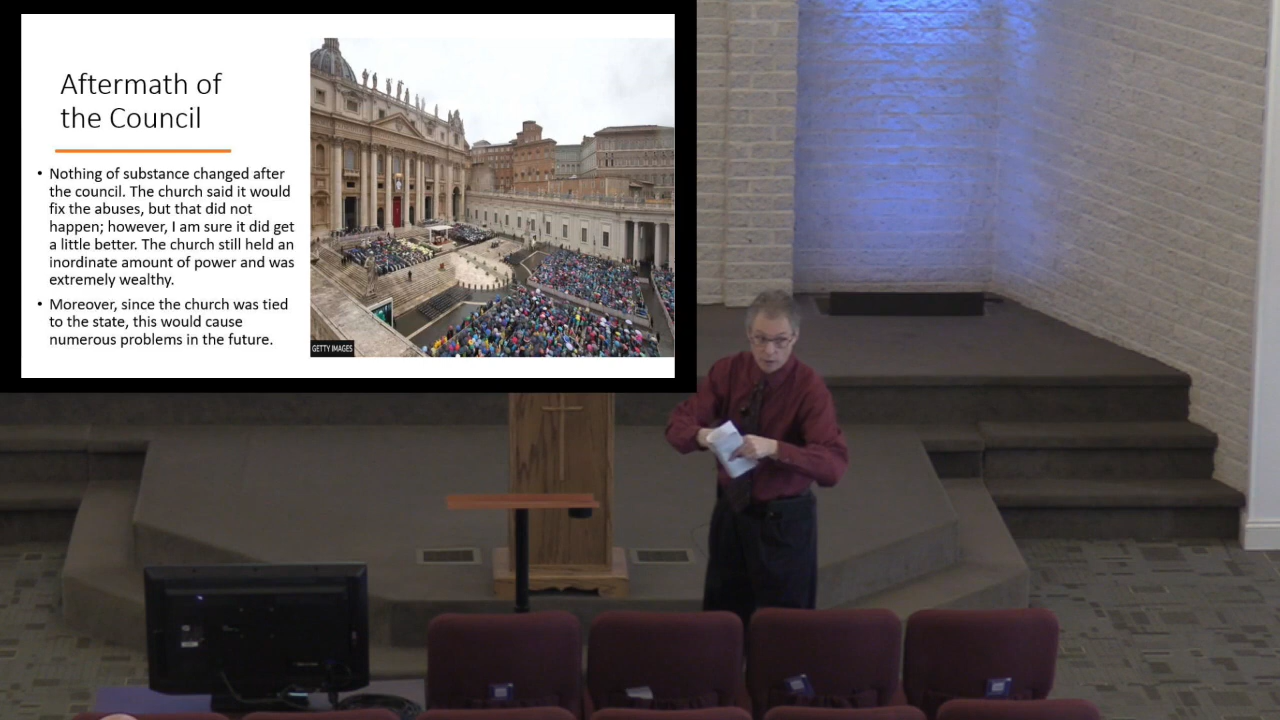 Aftermath of
the Council
• Nothing of substance changed after
the council. The church said it would
fix the abuses, but that did not
happen; however, I am sure it did get
a little better. The church still held an
inordinate amount of power and was
extremely wealthy.
• Moreover, since the church was tied
to the state, this would cause
numerous problems in the future.
GETTY IMAGES